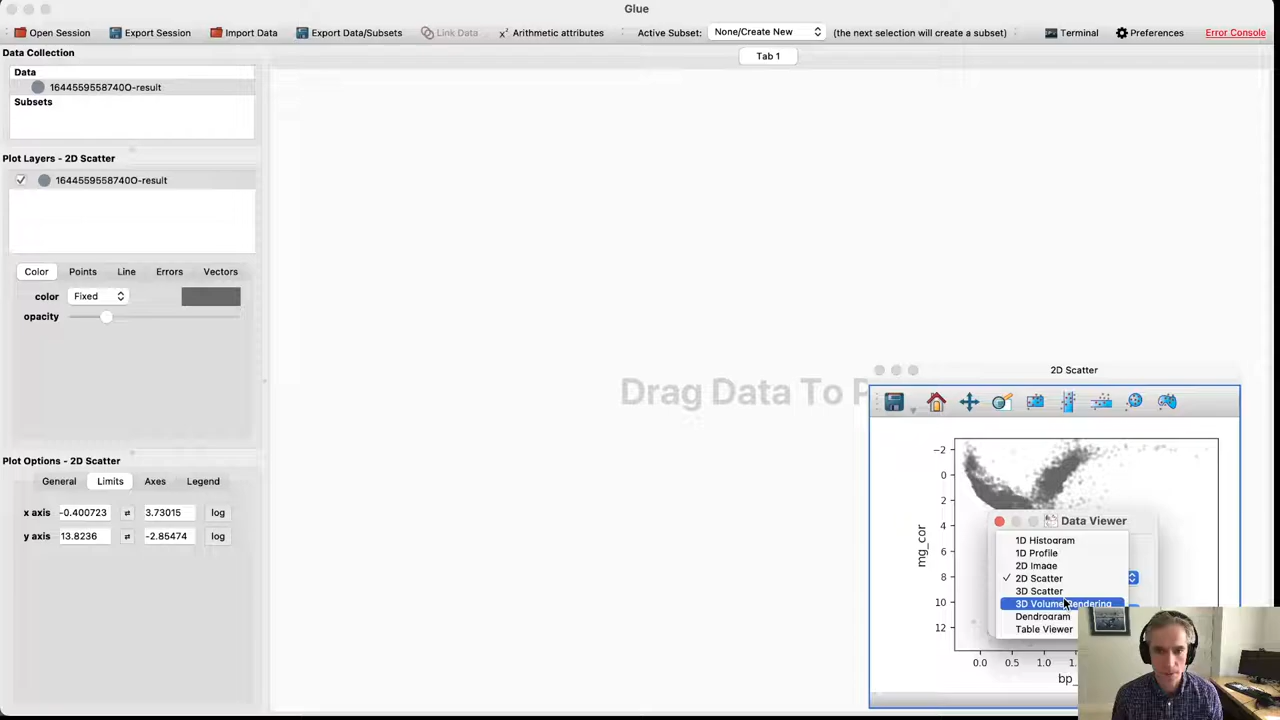 Glue
Open Session Export Session Import Data Export Data/Subsets Link Data Arithmetic attributes Active Subset: None/Create New (the next selection will create a subset) Terminal Preferences Error Console
Data Collection
Tab 1
Data
1644559558740O-result
Subsets
Plot Layers - 2D Scatter
1644559558740O-result
Color Points Line Errors Vectors
color Fixed
opacity
Plot Options - 2D Scatter
General Limits Axes Legend
x axis -0.400723 3.73015 log
y axis 13.8236 -2.85474 log
Drag Data To
2D Scatter
−2
0
2
4
6
8
10
12
mg_cor
0.0 0.5 1.0
Data Viewer
1D Histogram
1D Profile
2D Image
2D Scatter
3D Scatter
3D Volume Rendering
Dendrogram
Table Viewer